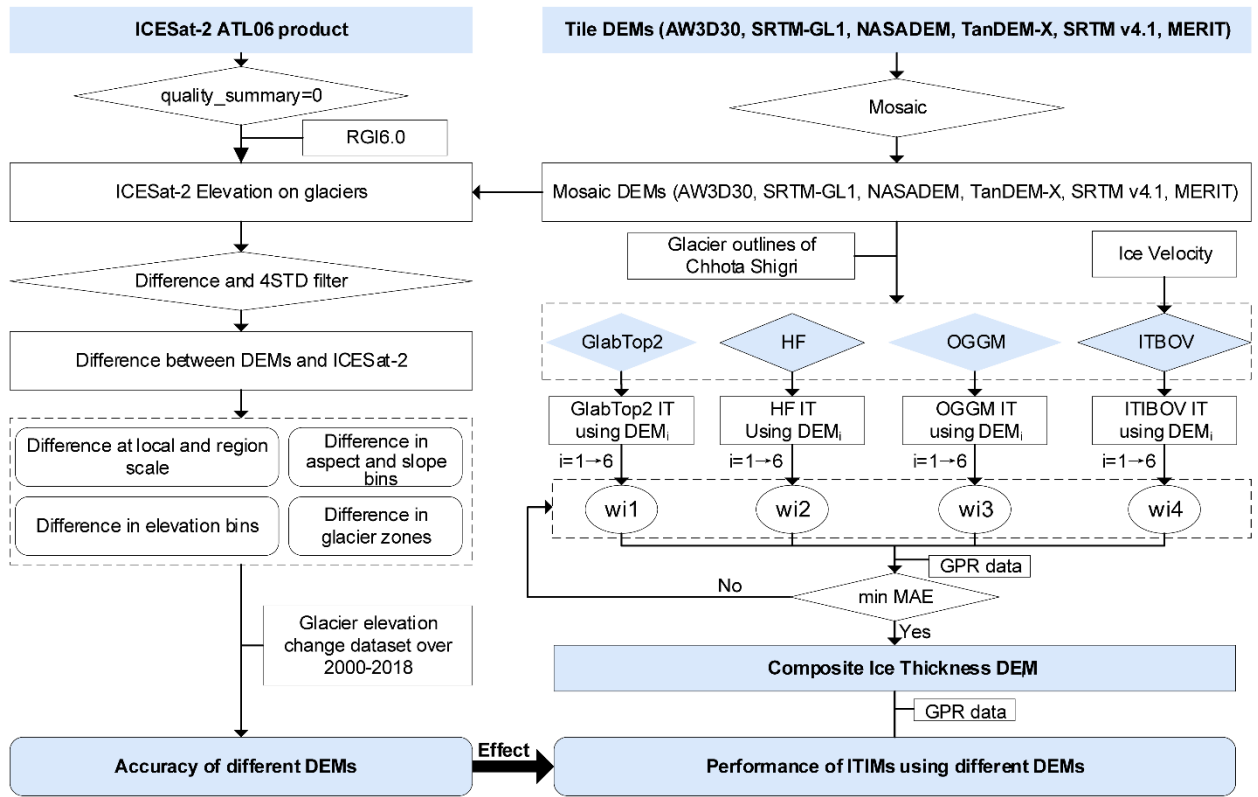 ICESat-2 ATL06 product
quality_summary=0
RGI6.0
ICESat-2 Elevation on glaciers
Difference and 4STD filter
Difference between DEMs and ICESat-2
Difference at local and region
scale
Difference in
aspect and slope
bins
Difference in elevation bins
Difference in
glacier zones
Glacier elevation
change dataset over
2000-2018
Accuracy of different DEMs
Effect
Tile DEMs (AW3D30, SRTM-GL1, NASADEM, TanDEM-X, SRTM v4.1, MERIT)
Mosaic
Mosaic DEMs (AW3D30, SRTM-GL1, NASADEM, TanDEM-X, SRTM v4.1, MERIT)
Glacier outlines of
Chhota Shigri
Ice Velocity
GlabTop2
HF
OGGM
ITBOV
GlabTop2 IT
using DEMi
HF IT
Using DEMi
OGGM IT
using DEMi
ITIBOV IT
using DEMi
i=1→6
i=1→6
i=1→6
i=1→6
wi1
wi2
wi3
wi4
GPR data
No
min MAE
Yes
Composite Ice Thickness DEMi
GPR data
Performance of ITIMs using different DEMs